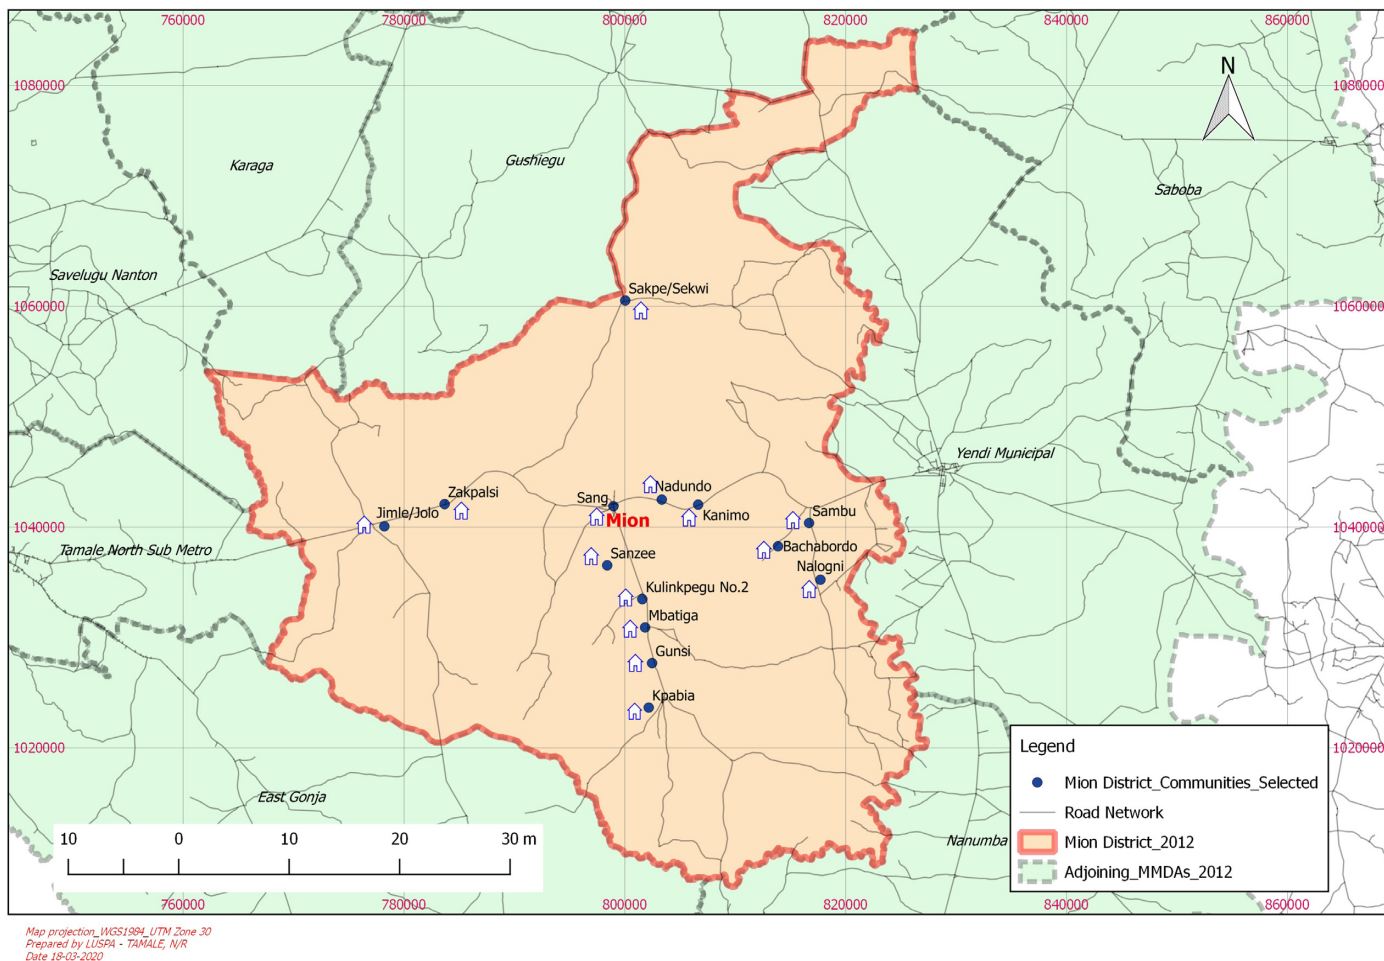 760000
780000
800000
820000
840000
860000
N
1080000
1080000
Karaga
Gushiegu
Saboba
Savelugu Nanton
Sakpe/Sekwi
1060000
1060000
Yendi Municipal
Zakpalsi
Nadundo
Sang
Jimle/Jolo
Kanimo
Sambu
Mion
1040000
1040000
Tamale North Sub Metro
Sanzee
Bachabordo
Nalogni
Kulinkpegu No.2
Mbatiga
Gunsi
Kpabia
1020000
1020000
East Gonja
Nanumba
Legend
Mion District_Communities_Selected
Road Network
Mion District_2012
Adjoining_MMDAs_2012
10 0 10 20 30 m
760000
780000
800000
820000
840000
860000
Map projection_WGS1984_UTM Zone 30
Prepared by LUSPA - TAMALE, N/R
Date 18-03-2020